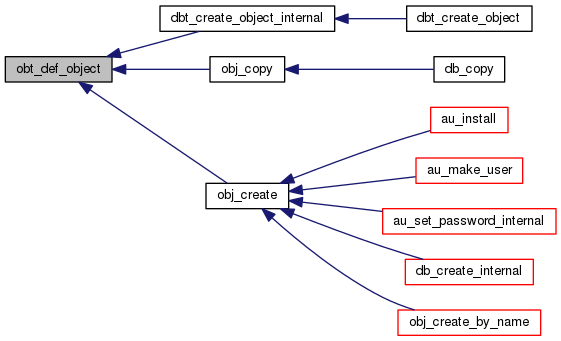 dbt_create_object_internal
dbt_create_object
obt_def_object
obj_copy
db_copy
au_install
au_make_user
obj_create
au_set_password_internal
db_create_internal
obj_create_by_name